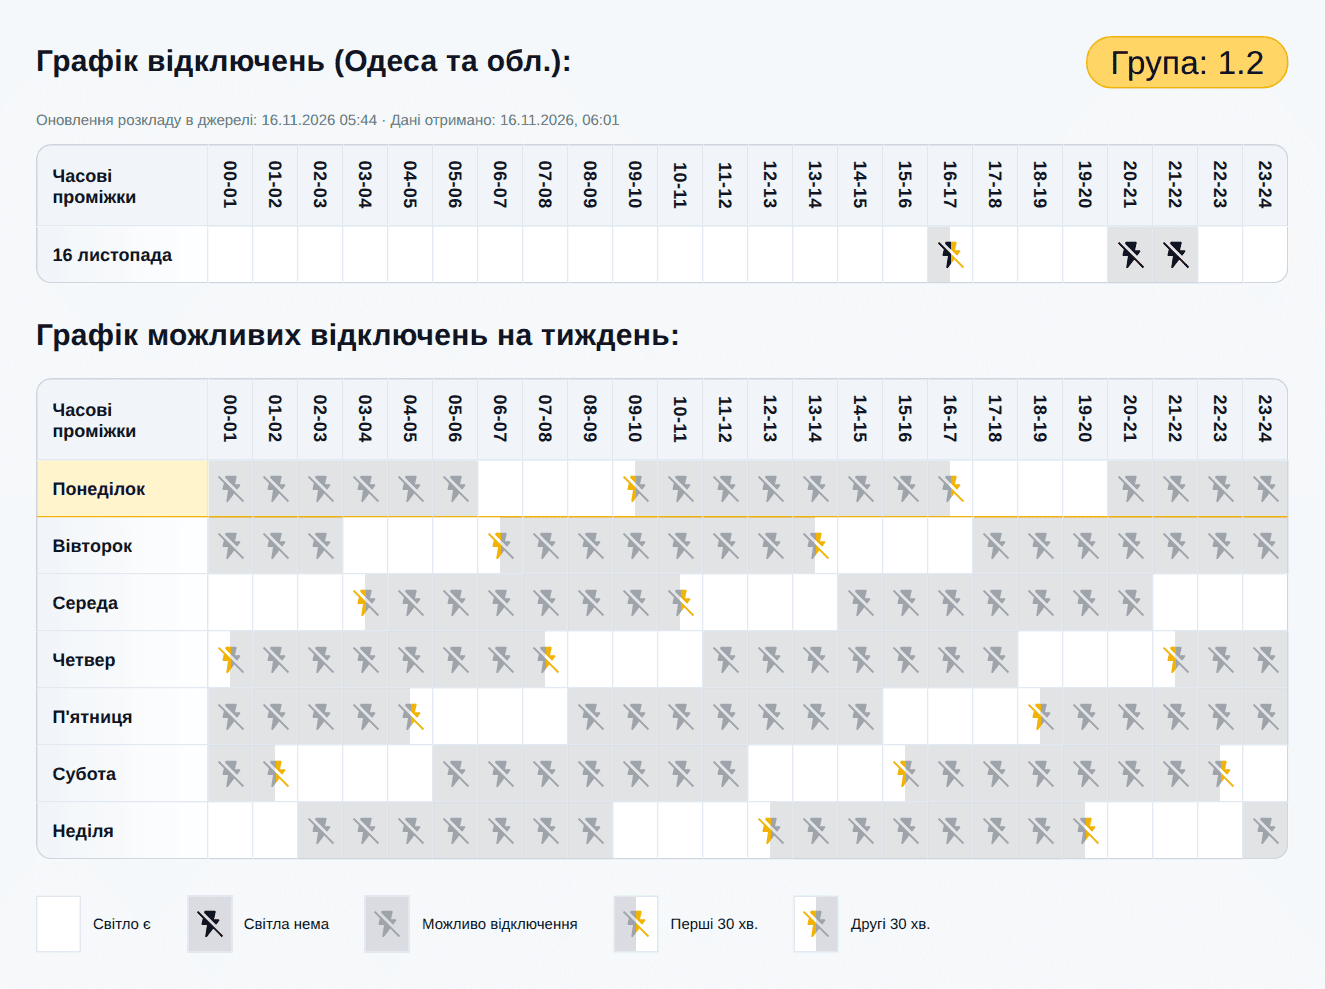 Графік відключень (Одеса та обл.):
Група: 1.2
Оновлення розкладу в джерелі: 16.11.2026 05:44 · Дані отримано: 16.11.2026, 06:01
Часові проміжки 00-01 01-02 02-03 03-04 04-05 05-06 06-07 07-08 08-09 09-10 10-11 11-12 12-13 13-14 14-15 15-16 16-17 17-18 18-19 19-20 20-21 21-22 22-23 23-24
16 листопада
Графік можливих відключень на тиждень:
Часові проміжки 00-01 01-02 02-03 03-04 04-05 05-06 06-07 07-08 08-09 09-10 10-11 11-12 12-13 13-14 14-15 15-16 16-17 17-18 18-19 19-20 20-21 21-22 22-23 23-24
Понеділок
Вівторок
Середа
Четвер
П'ятниця
Субота
Неділя
Світло є Світла нема Можливо відключення Перші 30 хв. Другі 30 хв.